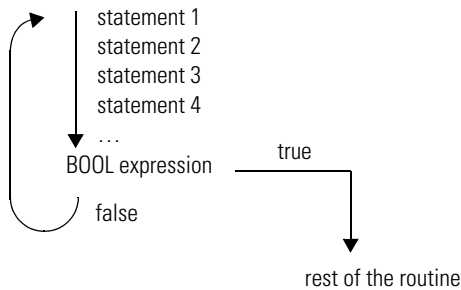 statement 1
statement 2
statement 3
statement 4
...
BOOL expression
true
false
rest of the routine